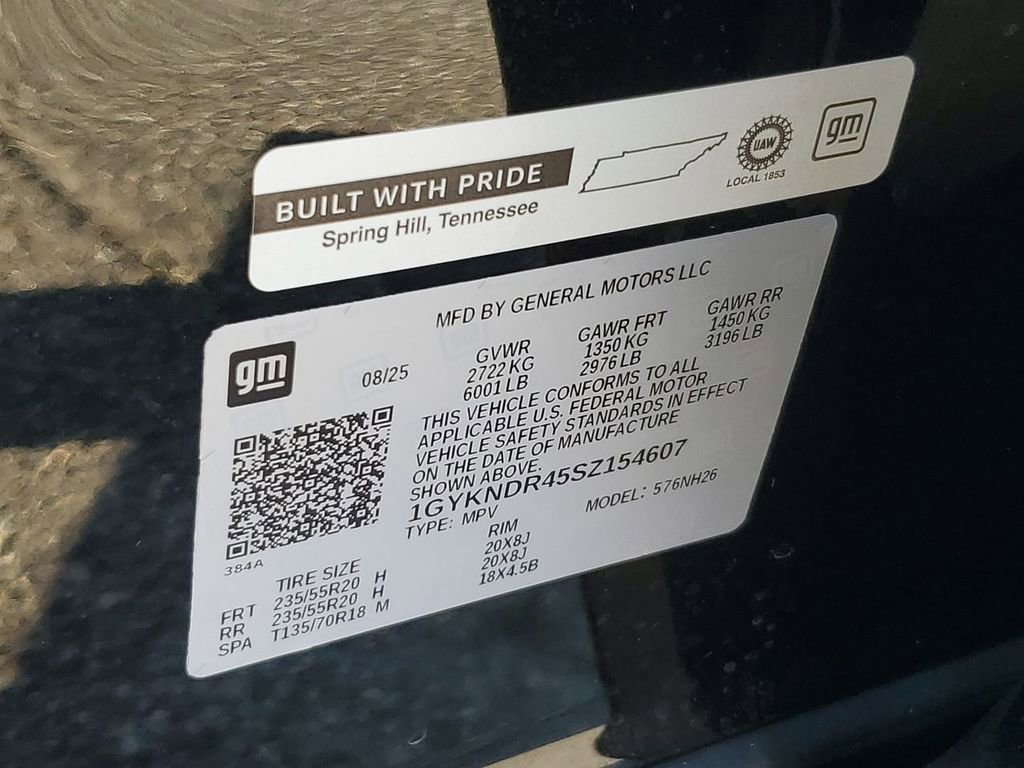 BUILT WITH PRIDE
Spring Hill, Tennessee
UAW
LOCAL 1853
gm
MFD BY GENERAL MOTORS LLC
gm
08/25
GVWR
2722 KG
6001 LB
GAWR FRT
1350 KG
2976 LB
GAWR RR
1450 KG
3196 LB
THIS VEHICLE CONFORMS TO ALL
APPLICABLE U.S. FEDERAL MOTOR
VEHICLE SAFETY STANDARDS IN EFFECT
ON THE DATE OF MANUFACTURE
SHOWN ABOVE.
1GYKNDR45SZ154607
TYPE: MPV
MODEL: 576NH26
384A
TIRE SIZE RIM
FRT 235/55R20 H 20X8J
RR 235/55R20 H 20X8J
SPA T135/70R18 M 18X4.5B